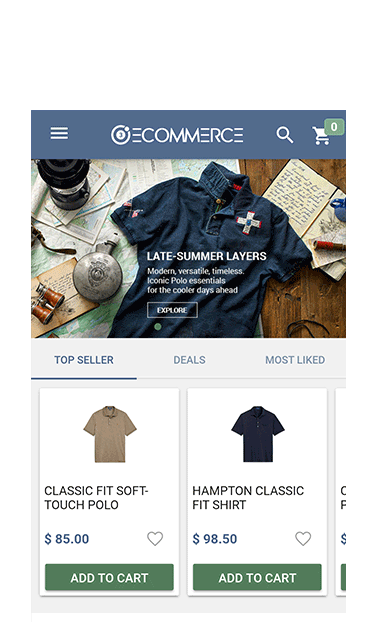 ECOMMERCE
0
LATE-SUMMER LAYERS
Modern, versatile, timeless.
Iconic Polo essentials
for the cooler days ahead
EXPLORE
TOP SELLER
DEALS
MOST LIKED
CLASSIC FIT SOFT-
TOUCH POLO
$ 85.00
ADD TO CART
HAMPTON CLASSIC
FIT SHIRT
$ 98.50
ADD TO CART
$